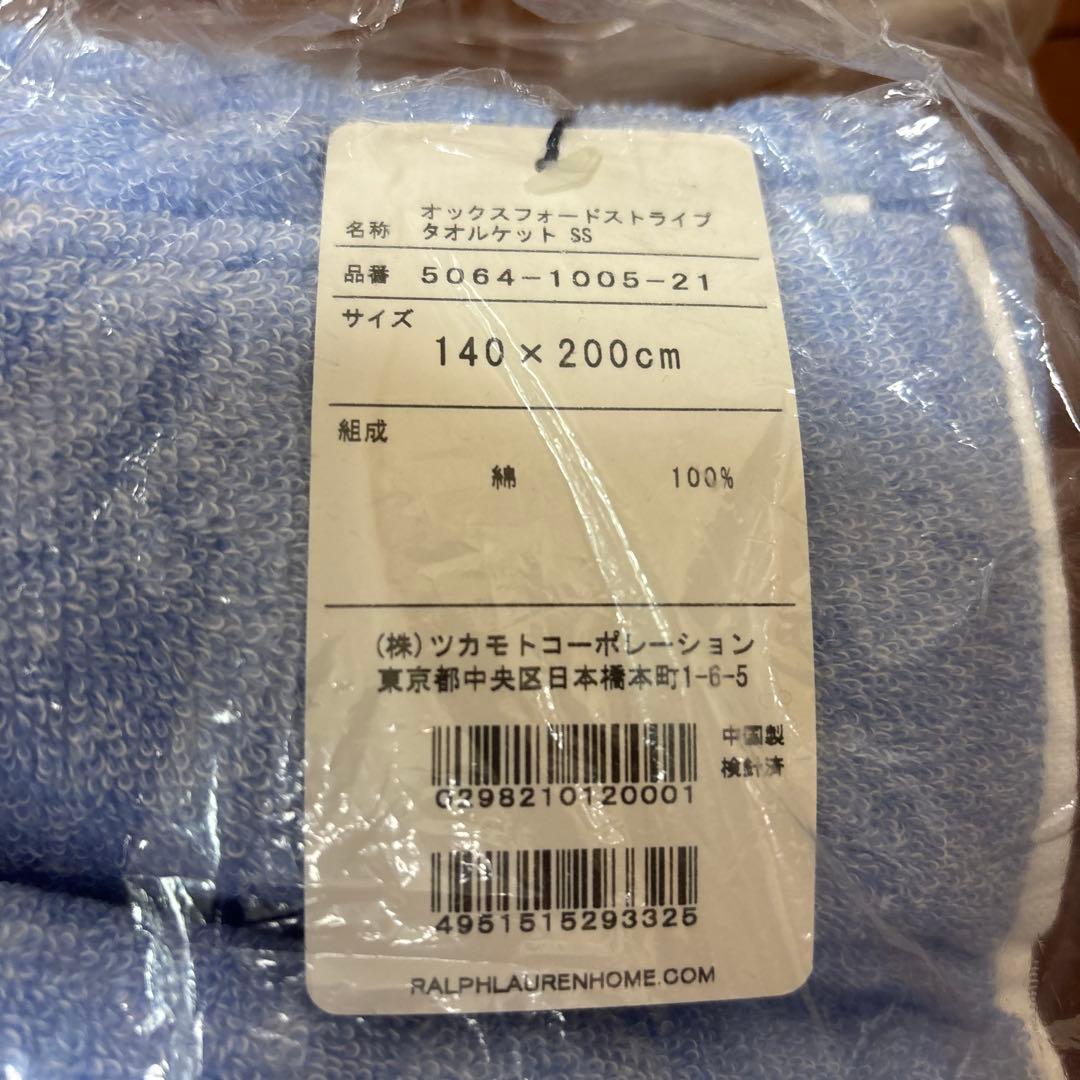 名称 オックスフォードストライプ
タオルケット SS
品番 5064-1005-21
サイズ
140×200cm
組成
綿 100%
(株)ツカモトコーポレーション
東京都中央区日本橋本町1-6-5
中国製
検針済
0298210120001
4951515293325
RALPHLAURENHOME.COM